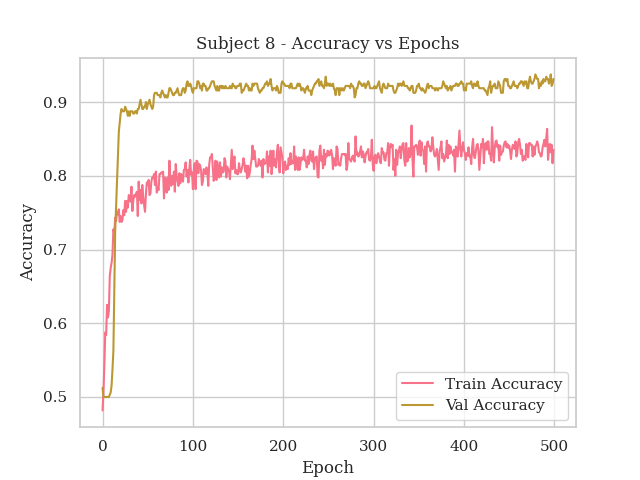 Subject 8 - Accuracy vs Epochs
Accuracy
0.9
0.8
0.7
0.6
0.5
0 100 200 300 400 500
Epoch
Train Accuracy
Val Accuracy